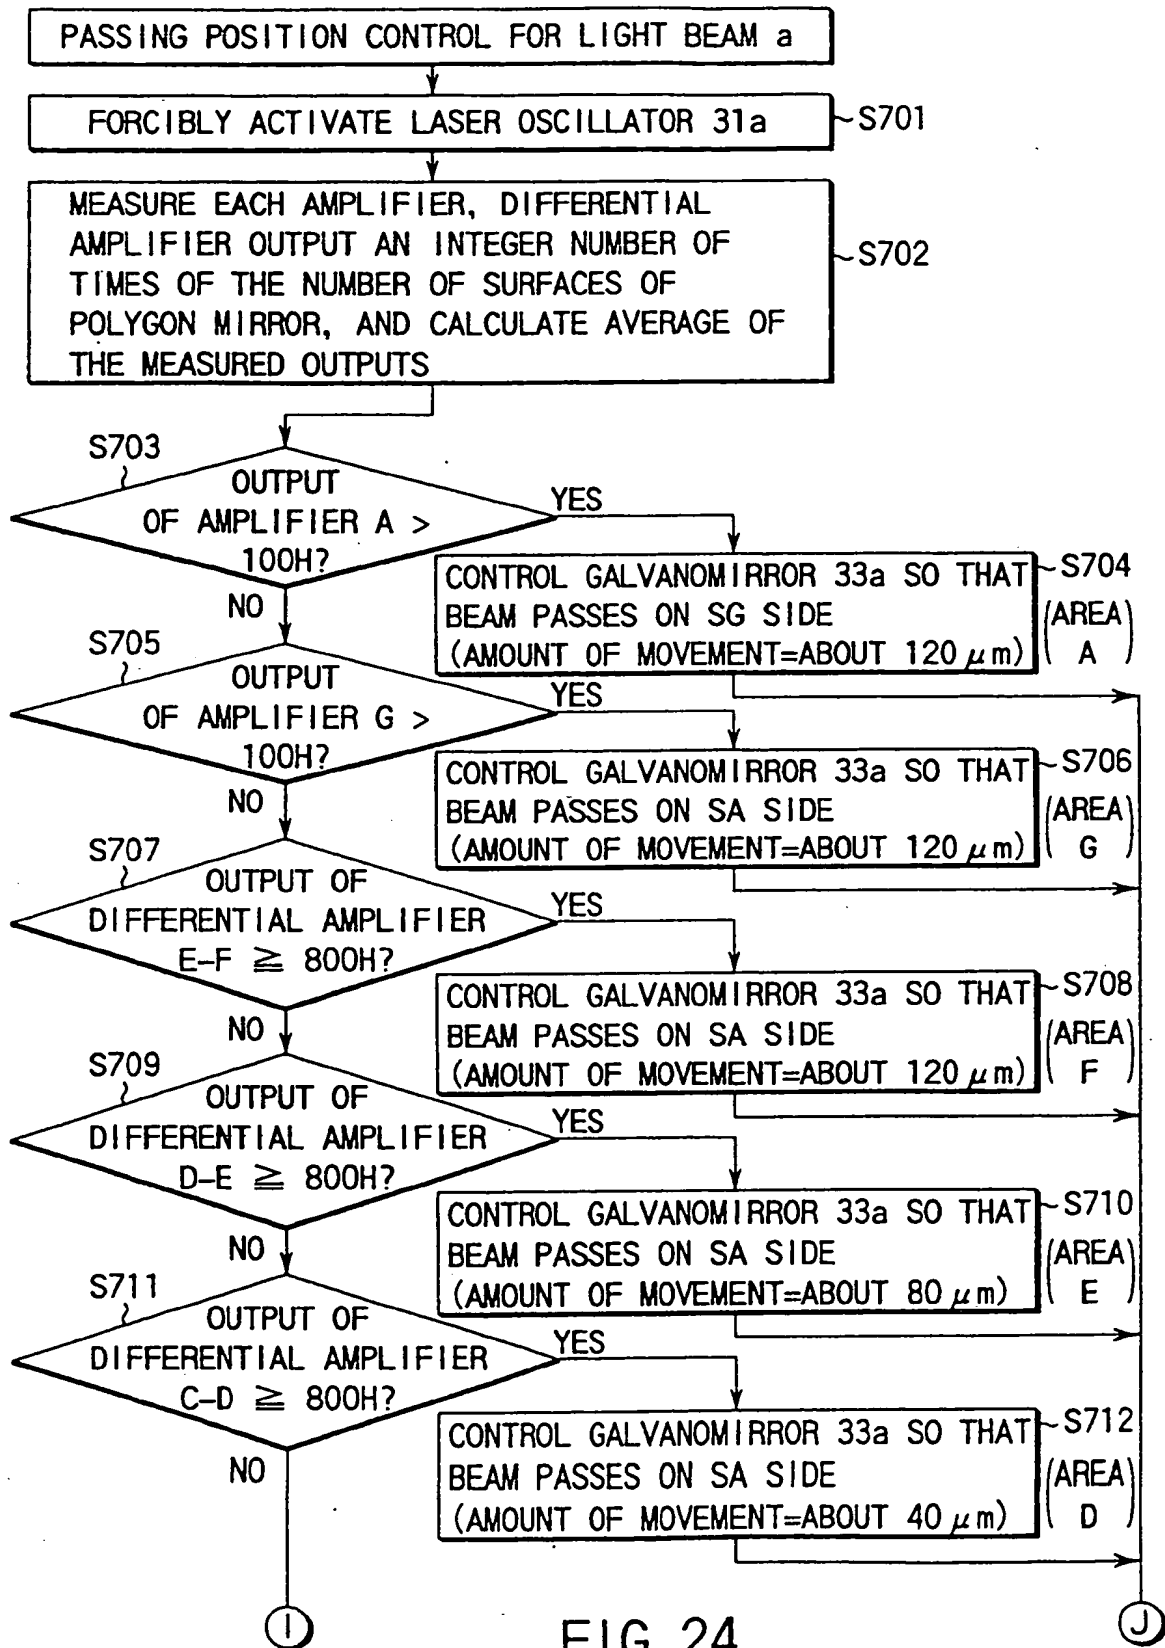 PASSING POSITION CONTROL FOR LIGHT BEAM a
FORCIBLY ACTIVATE LASER OSCILLATOR 31a
S701
MEASURE EACH AMPLIFIER, DIFFERENTIAL
AMPLIFIER OUTPUT AN INTEGER NUMBER OF
TIMES OF THE NUMBER OF SURFACES OF
POLYGON MIRROR, AND CALCULATE AVERAGE OF
THE MEASURED OUTPUTS
S702
S703
OUTPUT
OF AMPLIFIER A >
100H?
YES
NO
CONTROL GALVANOMIRROR 33a SO THAT
BEAM PASSES ON SG SIDE
(AMOUNT OF MOVEMENT=ABOUT 120 μm)
S704
(AREA
A)
S705
OUTPUT
OF AMPLIFIER G >
100H?
YES
NO
CONTROL GALVANOMIRROR 33a SO THAT
BEAM PASSES ON SA SIDE
(AMOUNT OF MOVEMENT=ABOUT 120 μm)
S706
(AREA
G)
S707
OUTPUT OF
DIFFERENTIAL AMPLIFIER
E-F ≧ 800H?
YES
NO
CONTROL GALVANOMIRROR 33a SO THAT
BEAM PASSES ON SA SIDE
(AMOUNT OF MOVEMENT=ABOUT 120 μm)
S708
(AREA
F)
S709
OUTPUT OF
DIFFERENTIAL AMPLIFIER
D-E ≧ 800H?
YES
NO
CONTROL GALVANOMIRROR 33a SO THAT
BEAM PASSES ON SA SIDE
(AMOUNT OF MOVEMENT=ABOUT 80 μm)
S710
(AREA
E)
S711
OUTPUT OF
DIFFERENTIAL AMPLIFIER
C-D ≧ 800H?
YES
NO
CONTROL GALVANOMIRROR 33a SO THAT
BEAM PASSES ON SA SIDE
(AMOUNT OF MOVEMENT=ABOUT 40 μm)
S712
(AREA
D)
I
J
FIG. 24